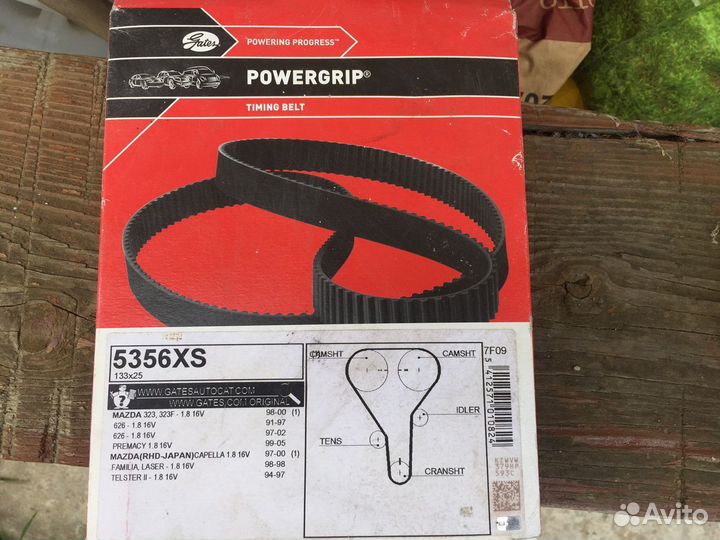 Gates
POWERING PROGRESS™
POWERGRIP®
TIMING BELT
5356XS
133x25
WWW.GATESAUTOCAT.COM
WWW.GATES.COM ORIGINAL
MAZDA 323, 323F - 1.8 16V 98-00 (1)
626 - 1.8 16V 91-97
626 - 1.8 16V 97-02
PREMACY 1.8 16V 99-05
MAZDA(RHD-JAPAN)CAPELLA 1.8 16V 97-00 (1)
FAMILIA, LASER - 1.8 16V 98-98
TELSTER II - 1.8 16V 94-97
CAMSHT
CAMSHT
IDLER
TENS
CRANSHT
7F09
5 412571 010824
Avito